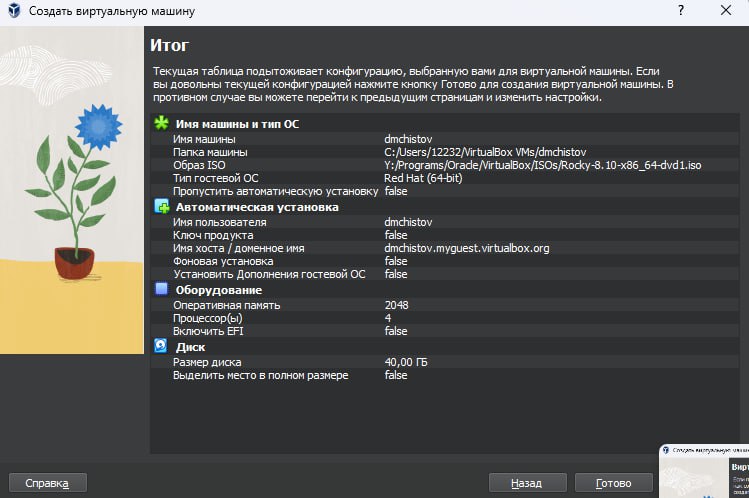 Создать виртуальную машину
Итог
Текущая таблица подытоживает конфигурацию, выбранную вами для виртуальной машины. Если
вы довольны текущей конфигурацией нажмите кнопку Готово для создания виртуальной машины. В
противном случае вы можете перейти к предыдущим страницам и изменить настройки.
Имя машины и тип ОС
Имя машины dmchistov
Папка машины C:/Users/12232/VirtualBox VMs/dmchistov
Образ ISO Y:/Programs/Oracle/VirtualBox/ISOs/Rocky-8.10-x86_64-dvd1.iso
Тип гостевой ОС Red Hat (64-bit)
Пропустить автоматическую установку false
Автоматическая установка
Имя пользователя dmchistov
Ключ продукта false
Имя хоста / доменное имя dmchistov.myguest.virtualbox.org
Фоновая установка false
Установить Дополнения гостевой ОС false
Оборудование
Оперативная память 2048
Процессор(ы) 4
Включить EFI false
Диск
Размер диска 40,00 ГБ
Выделить место в полном размере false
Создать виртуальную
Справка Назад Готово